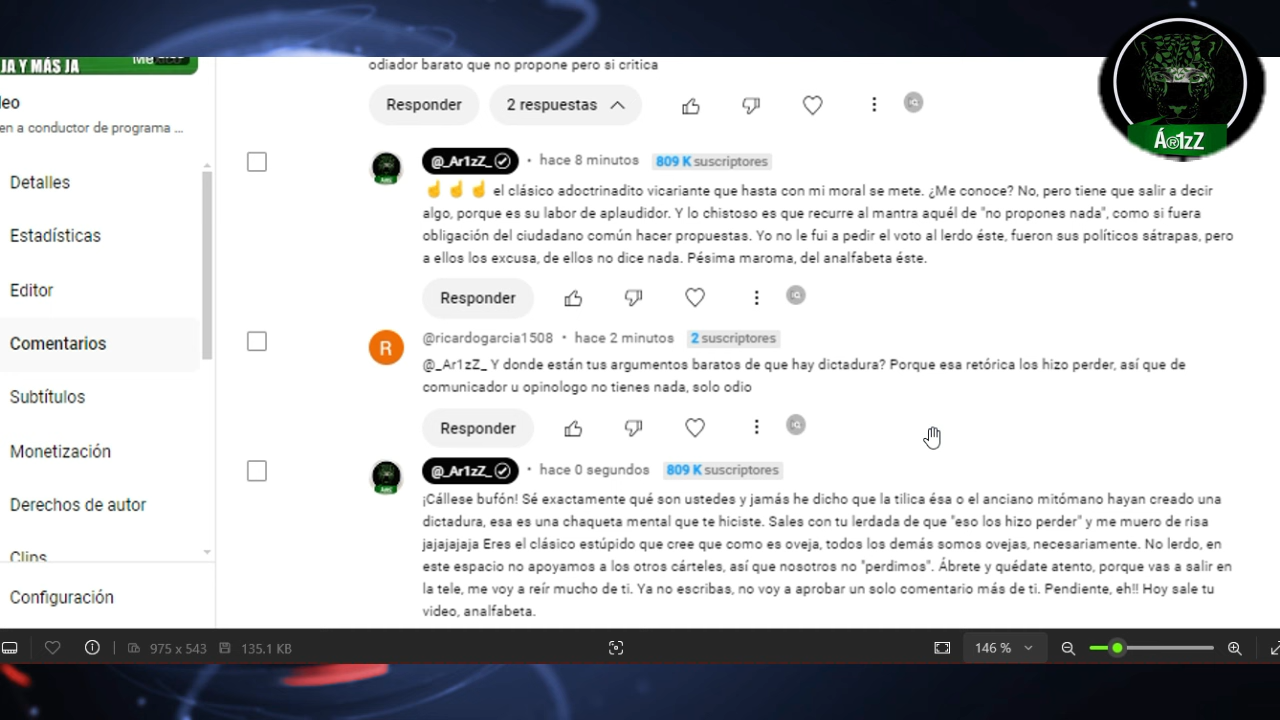 JA Y MÁS JA
odiador barato que no propone pero si critica
leo
en a conductor de programa ...
Responder
2 respuestas
Ár1zZ
@_Ar1zZ_ • hace 8 minutos 809 K suscriptores
☝☝☝ el clásico adoctrinadito vicariante que hasta con mi moral se mete. ¿Me conoce? No, pero tiene que salir a decir
algo, porque es su labor de aplaudidor. Y lo chistoso es que recurre al mantra aquél de "no propones nada", como si fuera
obligación del ciudadano común hacer propuestas. Yo no le fui a pedir el voto al lerdo éste, fueron sus políticos sátrapas, pero
a ellos los excusa, de ellos no dice nada. Pésima maroma, del analfabeta éste.
Responder
R
@ricardogarcia1508 • hace 2 minutos 2 suscriptores
@_Ar1zZ_ Y donde están tus argumentos baratos de que hay dictadura? Porque esa retórica los hizo perder, así que de
comunicador u opinologo no tienes nada, solo odio
Responder
@_Ar1zZ_ • hace 0 segundos 809 K suscriptores
¡Cállese bufón! Sé exactamente qué son ustedes y jamás he dicho que la tilica ésa o el anciano mitómano hayan creado una
dictadura, esa es una chaqueta mental que te hiciste. Sales con tu lerdada de que "eso los hizo perder" y me muero de risa
jajajajaja Eres el clásico estúpido que cree que como es oveja, todos los demás somos ovejas, necesariamente. No lerdo, en
este espacio no apoyamos a los otros cárteles, así que nosotros no "perdimos". Ábrete y quédate atento, porque vas a salir en
la tele, me voy a reír mucho de ti. Ya no escribas, no voy a aprobar un solo comentario más de ti. Pendiente, eh!! Hoy sale tu
video, analfabeta.
Detalles
Estadísticas
Editor
Comentarios
Subtítulos
Monetización
Derechos de autor
Clips
Configuración
975 x 543
135.1 KB
146 %